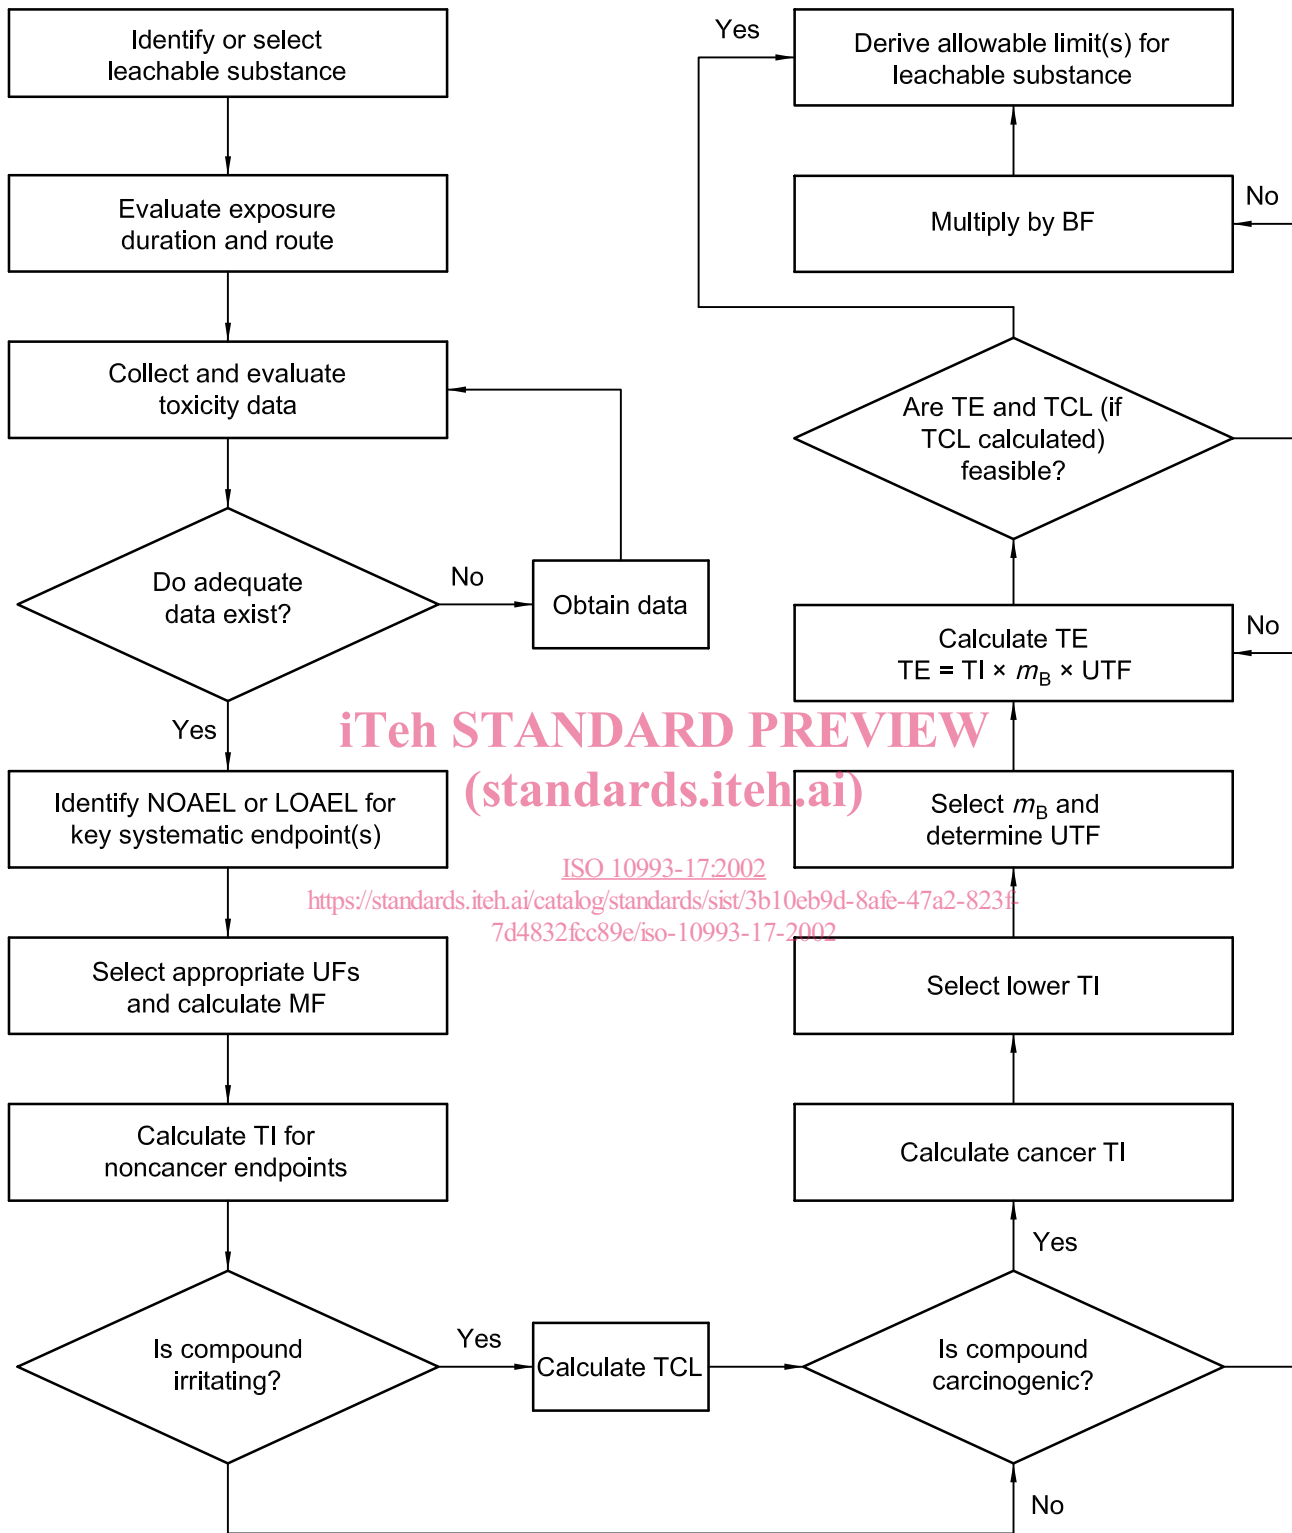 Identify or select
leachable substance
Evaluate exposure
duration and route
Collect and evaluate
toxicity data
Do adequate
data exist?
No
Obtain data
Yes
Identify NOAEL or LOAEL for
key systematic endpoint(s)
Select appropriate UFs
and calculate MF
Calculate TI for
noncancer endpoints
Is compound
irritating?
Yes
Calculate TCL
No
Is compound
carcinogenic?
Yes
Calculate cancer TI
Select lower TI
Select mB and
determine UTF
Calculate TE
TE = TI × mB × UTF
No
Are TE and TCL (if
TCL calculated)
feasible?
No
Multiply by BF
Yes
Derive allowable limit(s) for
leachable substance
iTeh STANDARD PREVIEW
(standards.iteh.ai)
ISO 10993-17:2002
https://standards.iteh.ai/catalog/standards/sist/3b10eb9d-8afe-47a2-823f-
7d4832fcc89e/iso-10993-17-2002